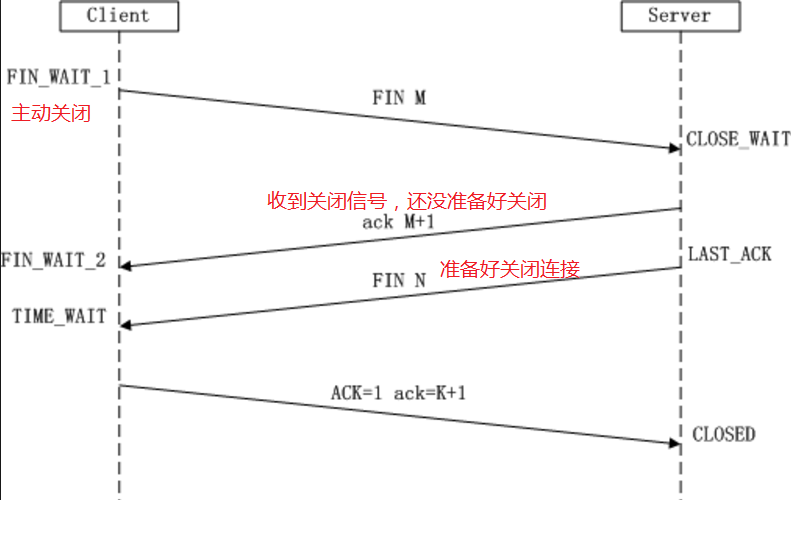 Client
Server
FIN_WAIT_1
主动关闭
FIN M
CLOSE_WAIT
收到关闭信号，还没准备好关闭
ack M+1
FIN_WAIT_2
LAST_ACK
准备好关闭连接
FIN N
TIME_WAIT
ACK=1 ack=K+1
CLOSED